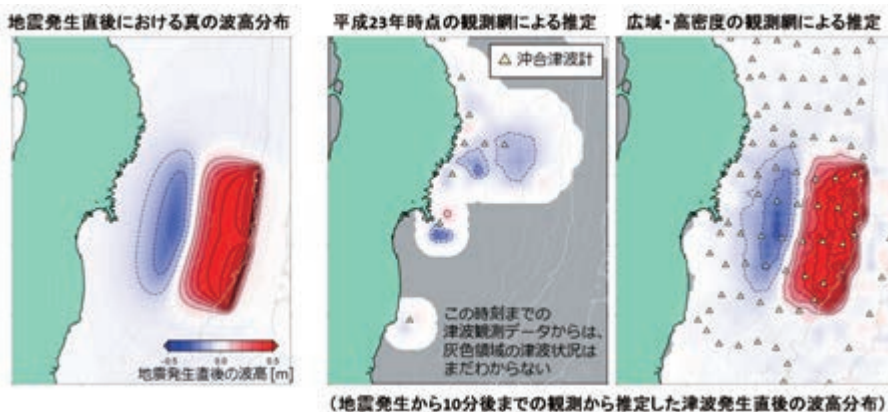 地震発生直後における真の波高分布
平成23年時点の観測網による推定
広域・高密度の観測網による推定
△ 沖合津波計
-0.5 0.0 0.5
地震発生直後の波高 [m]
この時刻までの
津波観測データからは、
灰色領域の津波状況は
まだわからない
（地震発生から10分後までの観測から推定した津波発生直後の波高分布）